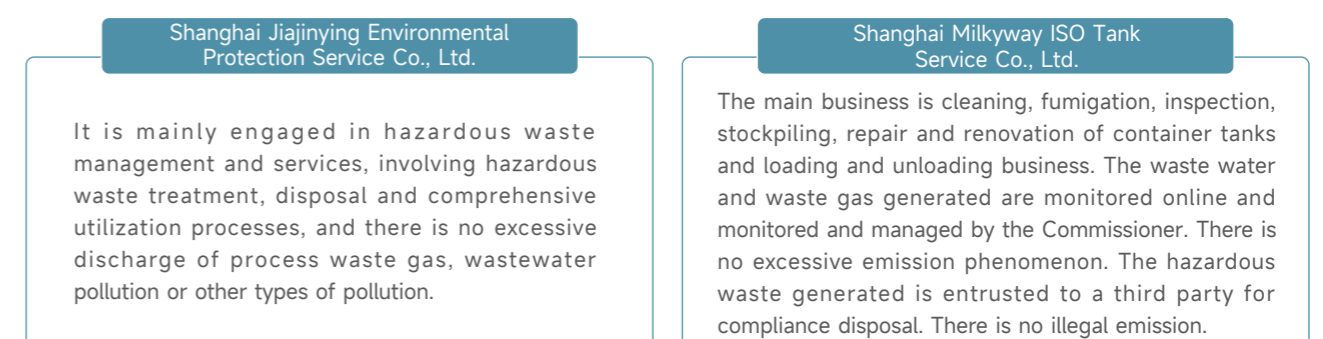 Shanghai Jiajinying Environmental
Protection Service Co., Ltd.
It is mainly engaged in hazardous waste
management and services, involving hazardous
waste treatment, disposal and comprehensive
utilization processes, and there is no excessive
discharge of process waste gas, wastewater
pollution or other types of pollution.
Shanghai Milkyway ISO Tank
Service Co., Ltd.
The main business is cleaning, fumigation, inspection,
stockpiling, repair and renovation of container tanks
and loading and unloading business. The waste water
and waste gas generated are monitored online and
monitored and managed by the Commissioner. There is
no excessive emission phenomenon. The hazardous
waste generated is entrusted to a third party for
compliance disposal. There is no illegal emission.